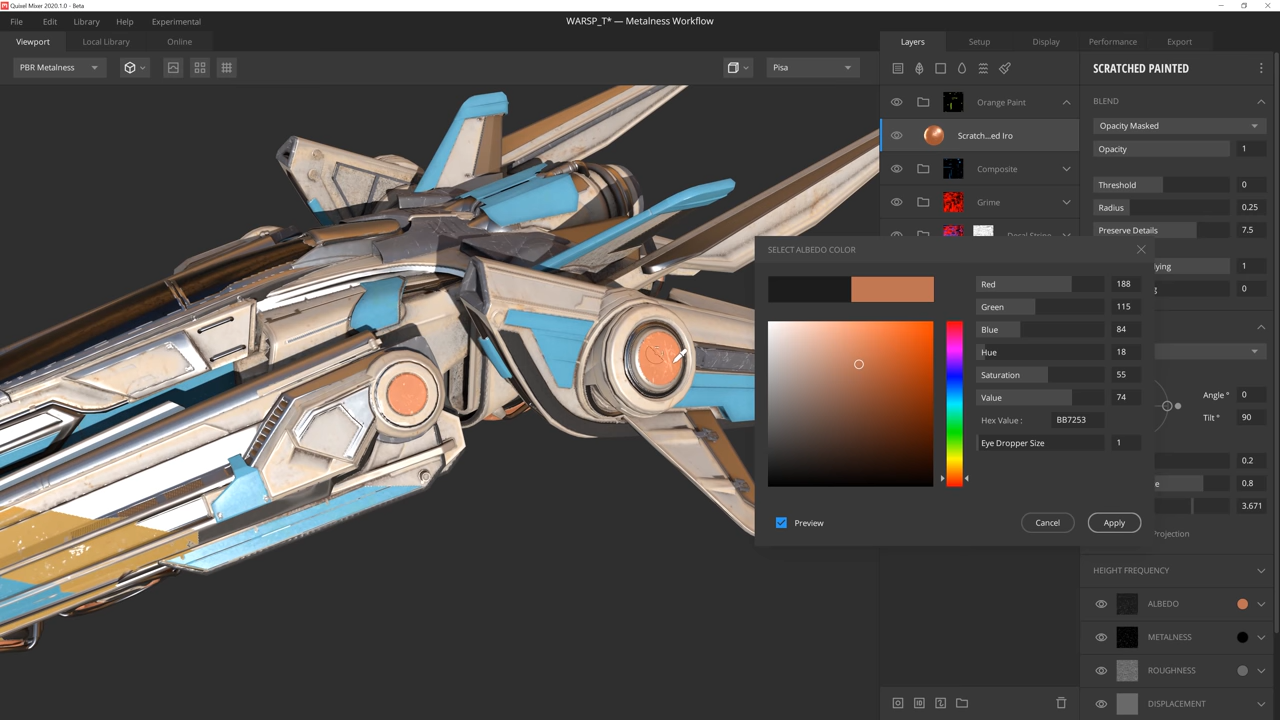 Quixel Mixer 2020.1.0 - Beta
File Edit Library Help Experimental
WARSP_T* — Metalness Workflow
Viewport Local Library Online
Layers Setup Display Performance Export
PBR Metalness
Pisa
SCRATCHED PAINTED
Orange Paint
Scratch...ed Iro
Composite
Grime
BLEND
Opacity Masked
Opacity 1
Threshold 0
Radius 0.25
Preserve Details 7.5
ying 1
g 0
SELECT ALBEDO COLOR
Red 188
Green 115
Blue 84
Hue 18
Saturation 55
Value 74
Hex Value : BB7253
Eye Dropper Size 1
Preview
Cancel Apply
Angle ° 0
Tilt ° 90
0.2
e 0.8
3.671
Projection
HEIGHT FREQUENCY
ALBEDO
METALNESS
ROUGHNESS
DISPLACEMENT